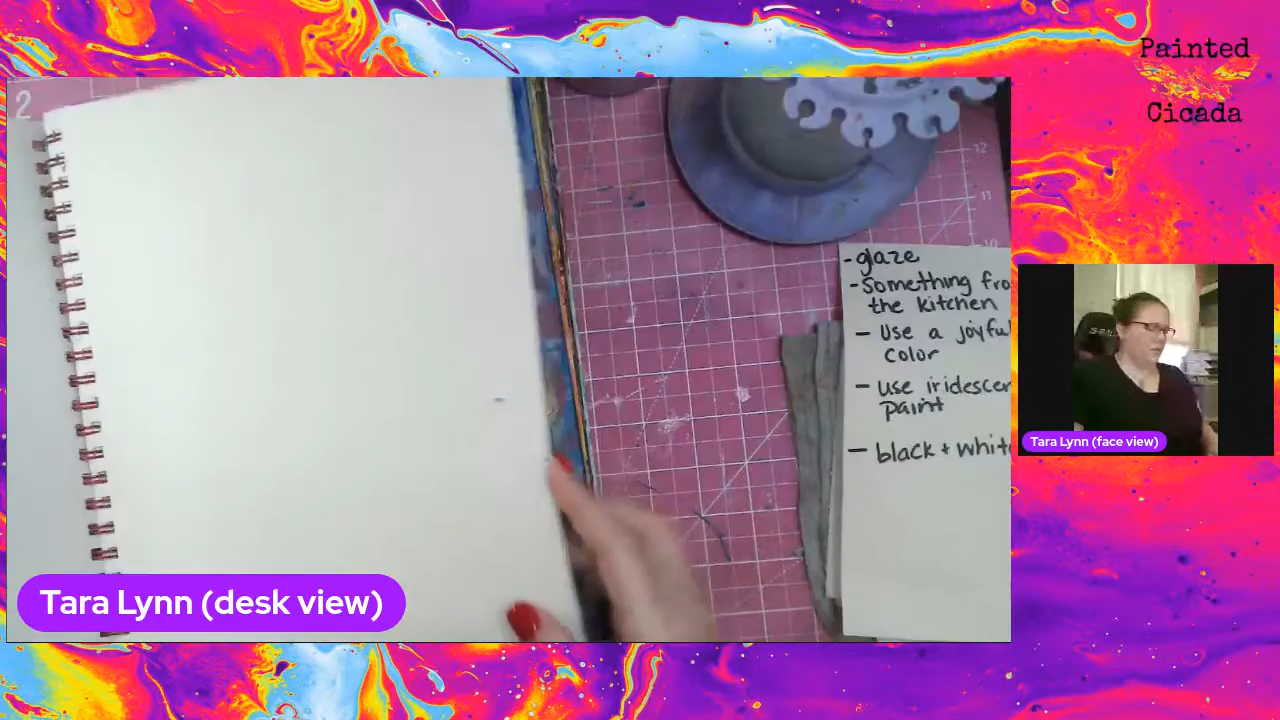 Painted
Cicada
2
12
11
10
-glaze
-Something fro
the kitchen
- Use a joyful
color
- use iridescen
paint
- black + white
Tara Lynn (face view)
Tara Lynn (desk view)